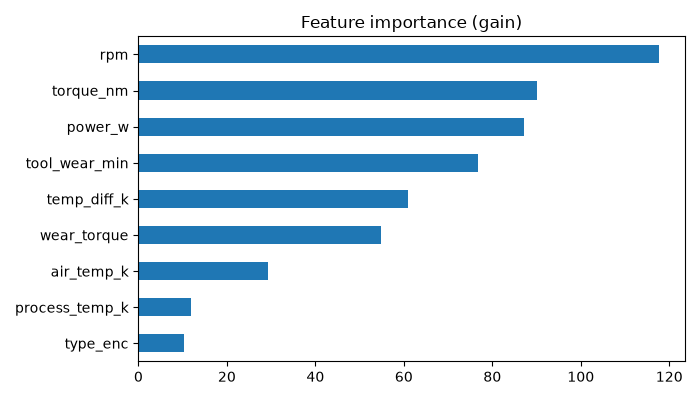 Feature importance (gain)
rpm
torque_nm
power_w
tool_wear_min
temp_diff_k
wear_torque
air_temp_k
process_temp_k
type_enc
0 20 40 60 80 100 120